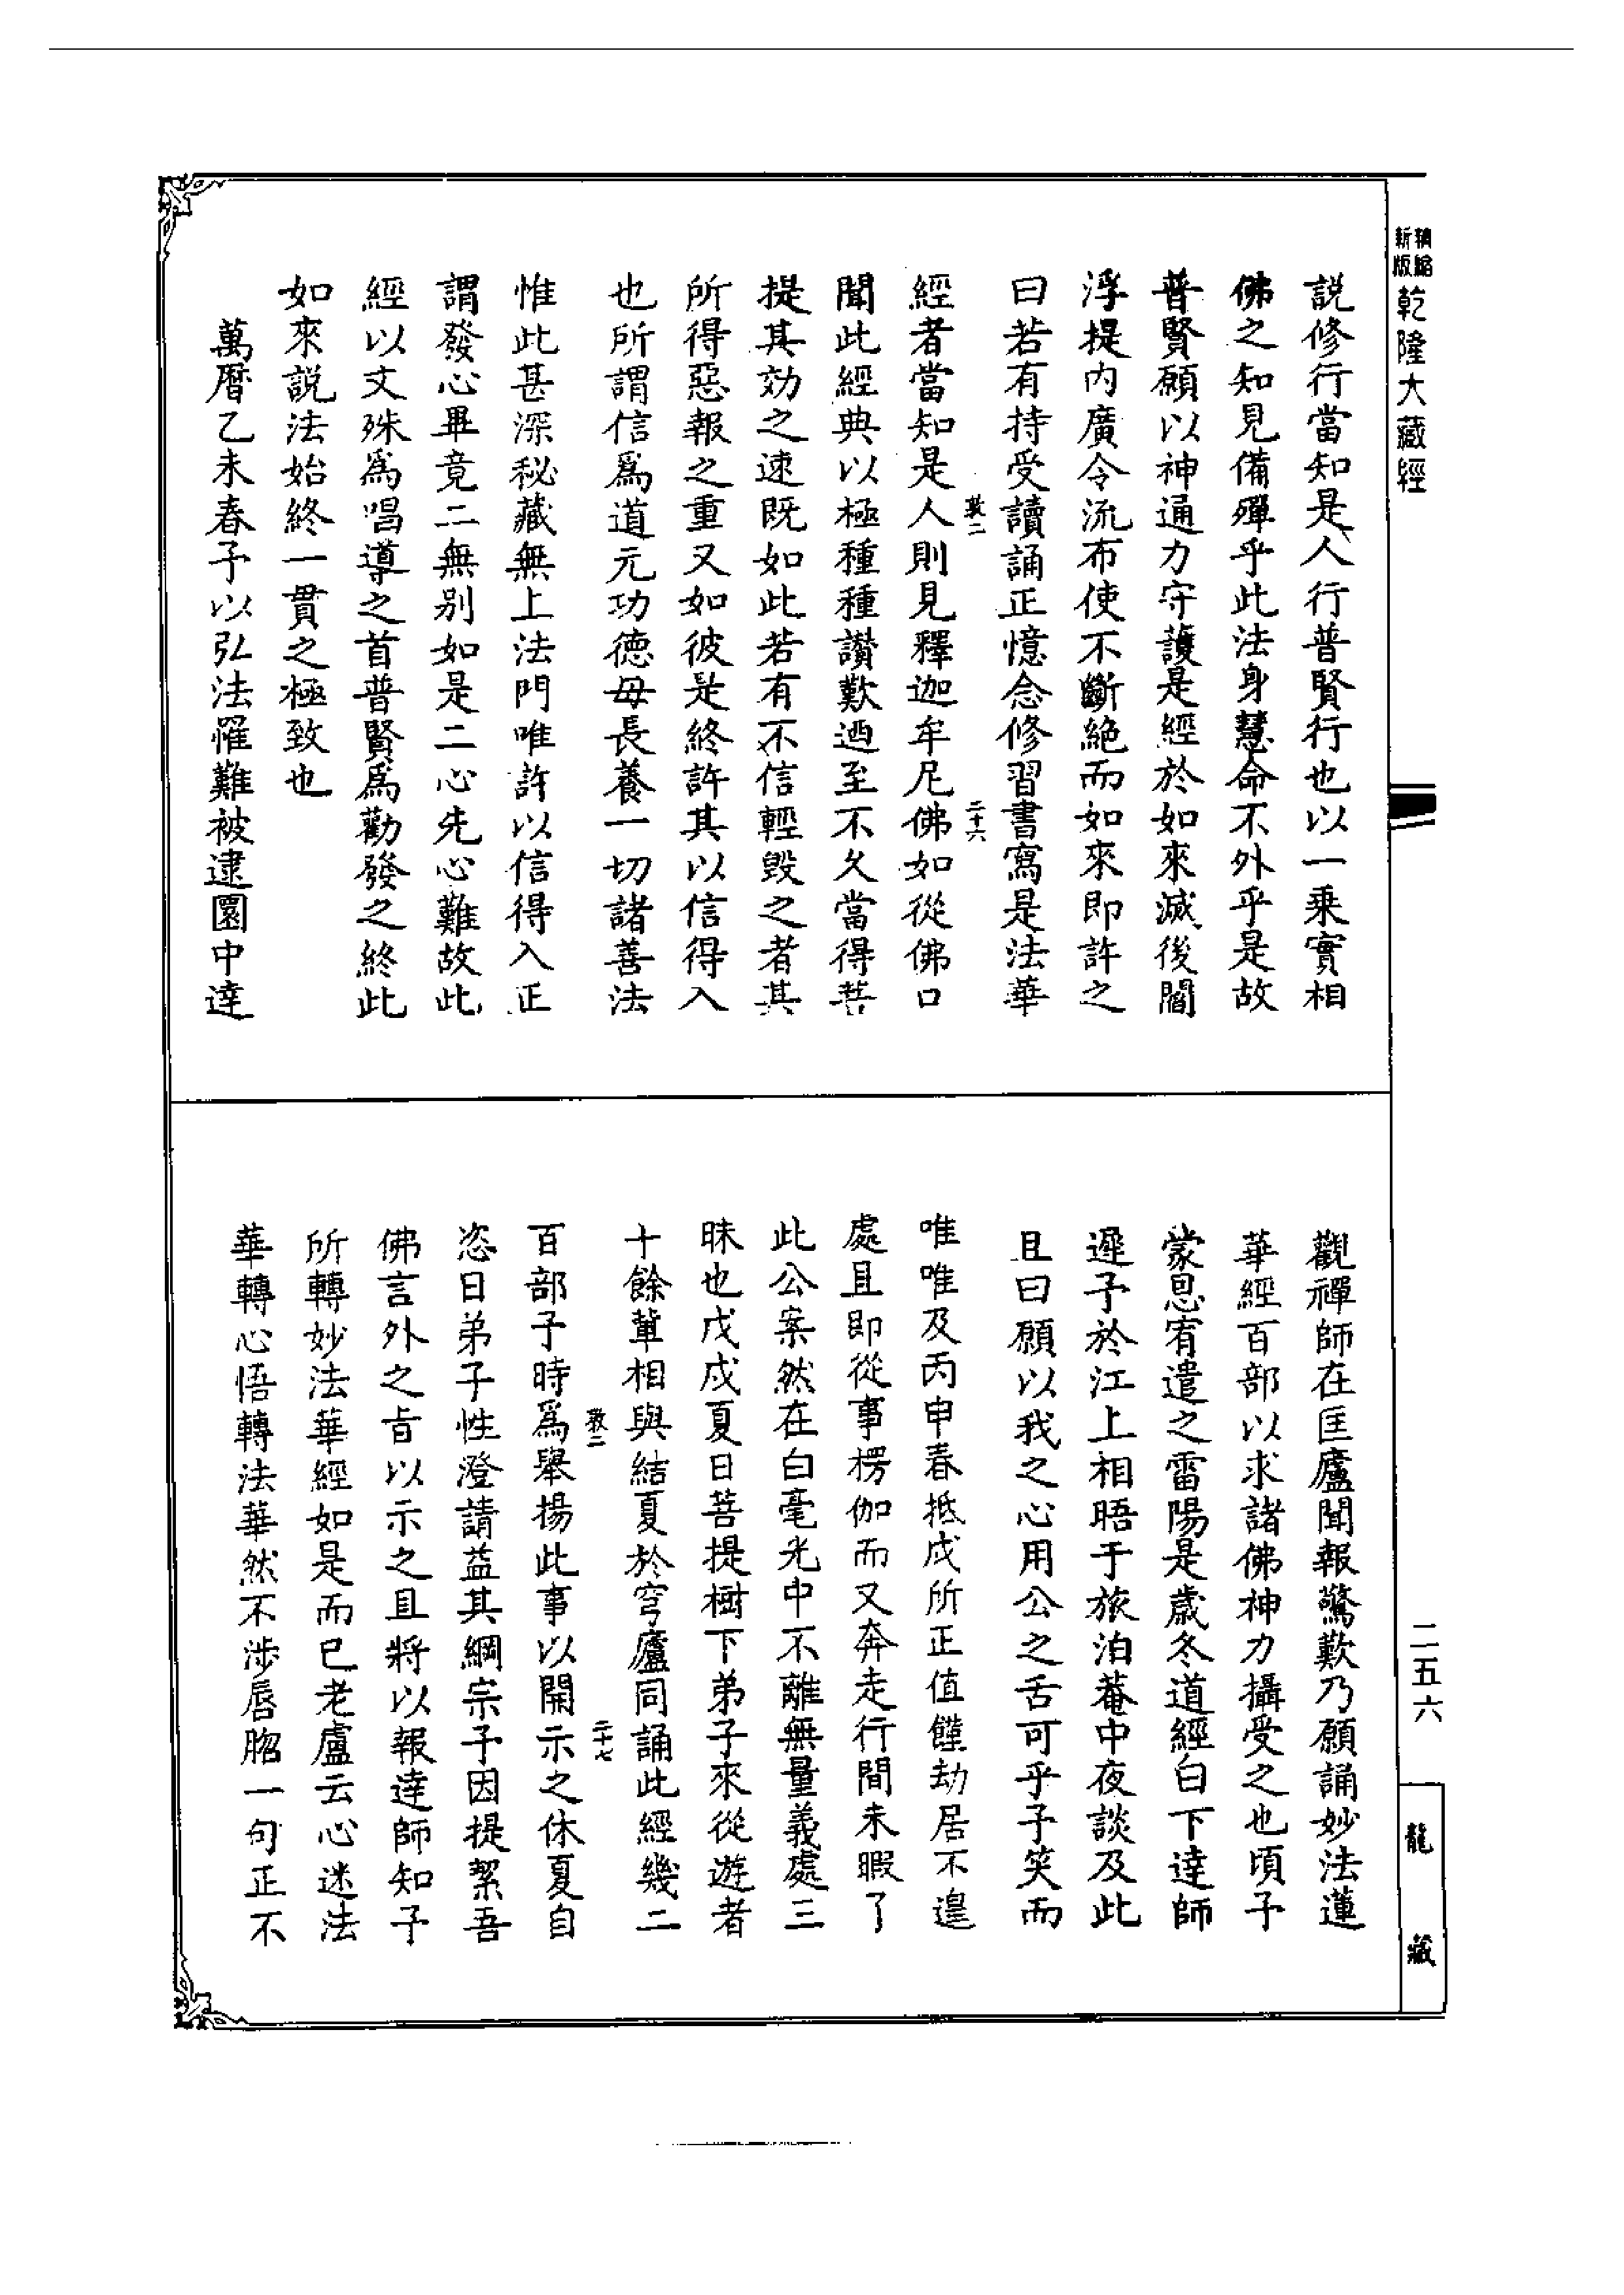 新版精縮乾隆大藏經
說修行當知是人行普賢行也以一乘實相
佛之知見備殫乎此法身慧命不外乎是故
普賢願以神通力守護是經於如來滅後閻
浮提內廣令流布使不斷絕而如來即許之
曰若有持受讀誦正憶念修習書寫是法華
敦二
二十六
經者當知是人則見釋迦牟尼佛如從佛口
聞此經典以極種種讚歎迺至不久當得菩
提其效之速既如此若有不信輕毀之者其
所得惡報之重又如彼是終許其以信得入
也所謂信爲道元功德母長養一切諸善法
惟此甚深秘藏無上法門唯許以信得入正
謂發心畢竟二無別如是二心先心難故此
經以文殊爲唱導之首普賢爲勸發之終此
如來說法始終一貫之極致也
萬曆乙未春予以弘法罹難被逮圜中達
觀禪師在匡廬聞報驚歎乃願誦妙法蓮
華經百部以求諸佛神力攝受之也頃予
蒙恩宥遣之雷陽是歲冬道經白下達師
遲予於江上相晤于旅泊菴中夜談及此
且曰願以我之心用公之舌可乎予笑而
唯唯及丙申春抵戍所正值饉劫居不遑
處且即從事楞伽而又奔走行間未暇了
此公案然在白毫光中不離無量義處三
昧也戊戌夏日菩提樹下弟子來從遊者
十餘輩相與結夏於穹廬同誦此經幾二
敦二
二十七
百部予時爲舉揚此事以開示之休夏自
恣日弟子性澄請益其綱宗予因提絜吾
佛言外之旨以示之且將以報達師知予
所轉妙法華經如是而已老盧云心迷法
華轉心悟轉法華然不涉唇脗一句正不
二五六
龍藏